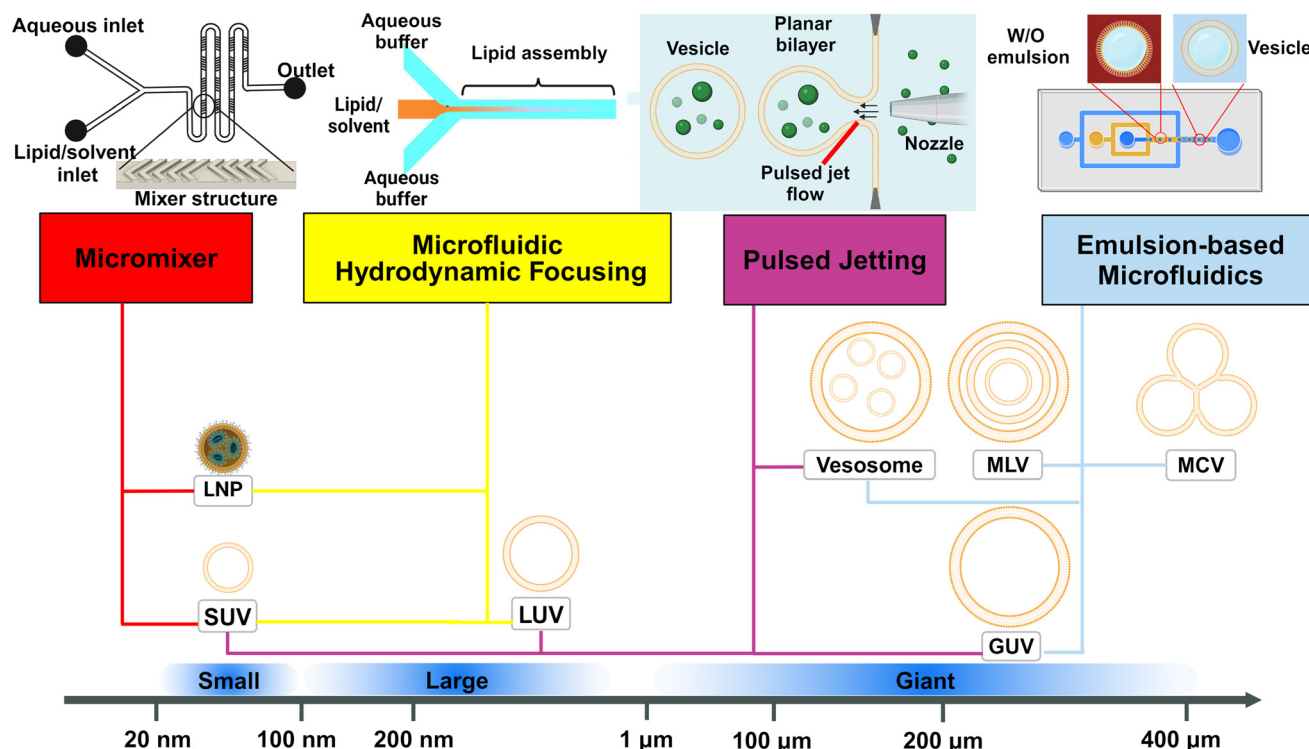 Aqueous inlet
Outlet
Lipid/solvent
inlet
Mixer structure
Aqueous
buffer
Lipid assembly
Lipid/
solvent
Aqueous
buffer
Vesicle
Planar
bilayer
Nozzle
Pulsed jet
flow
W/O
emulsion
Vesicle
Micromixer
Microfluidic
Hydrodynamic Focusing
Pulsed Jetting
Emulsion-based
Microfluidics
LNP
Vesosome
MLV
MCV
SUV
LUV
GUV
Small
Large
Giant
20 nm
100 nm
200 nm
1 µm
100 µm
200 µm
400 µm